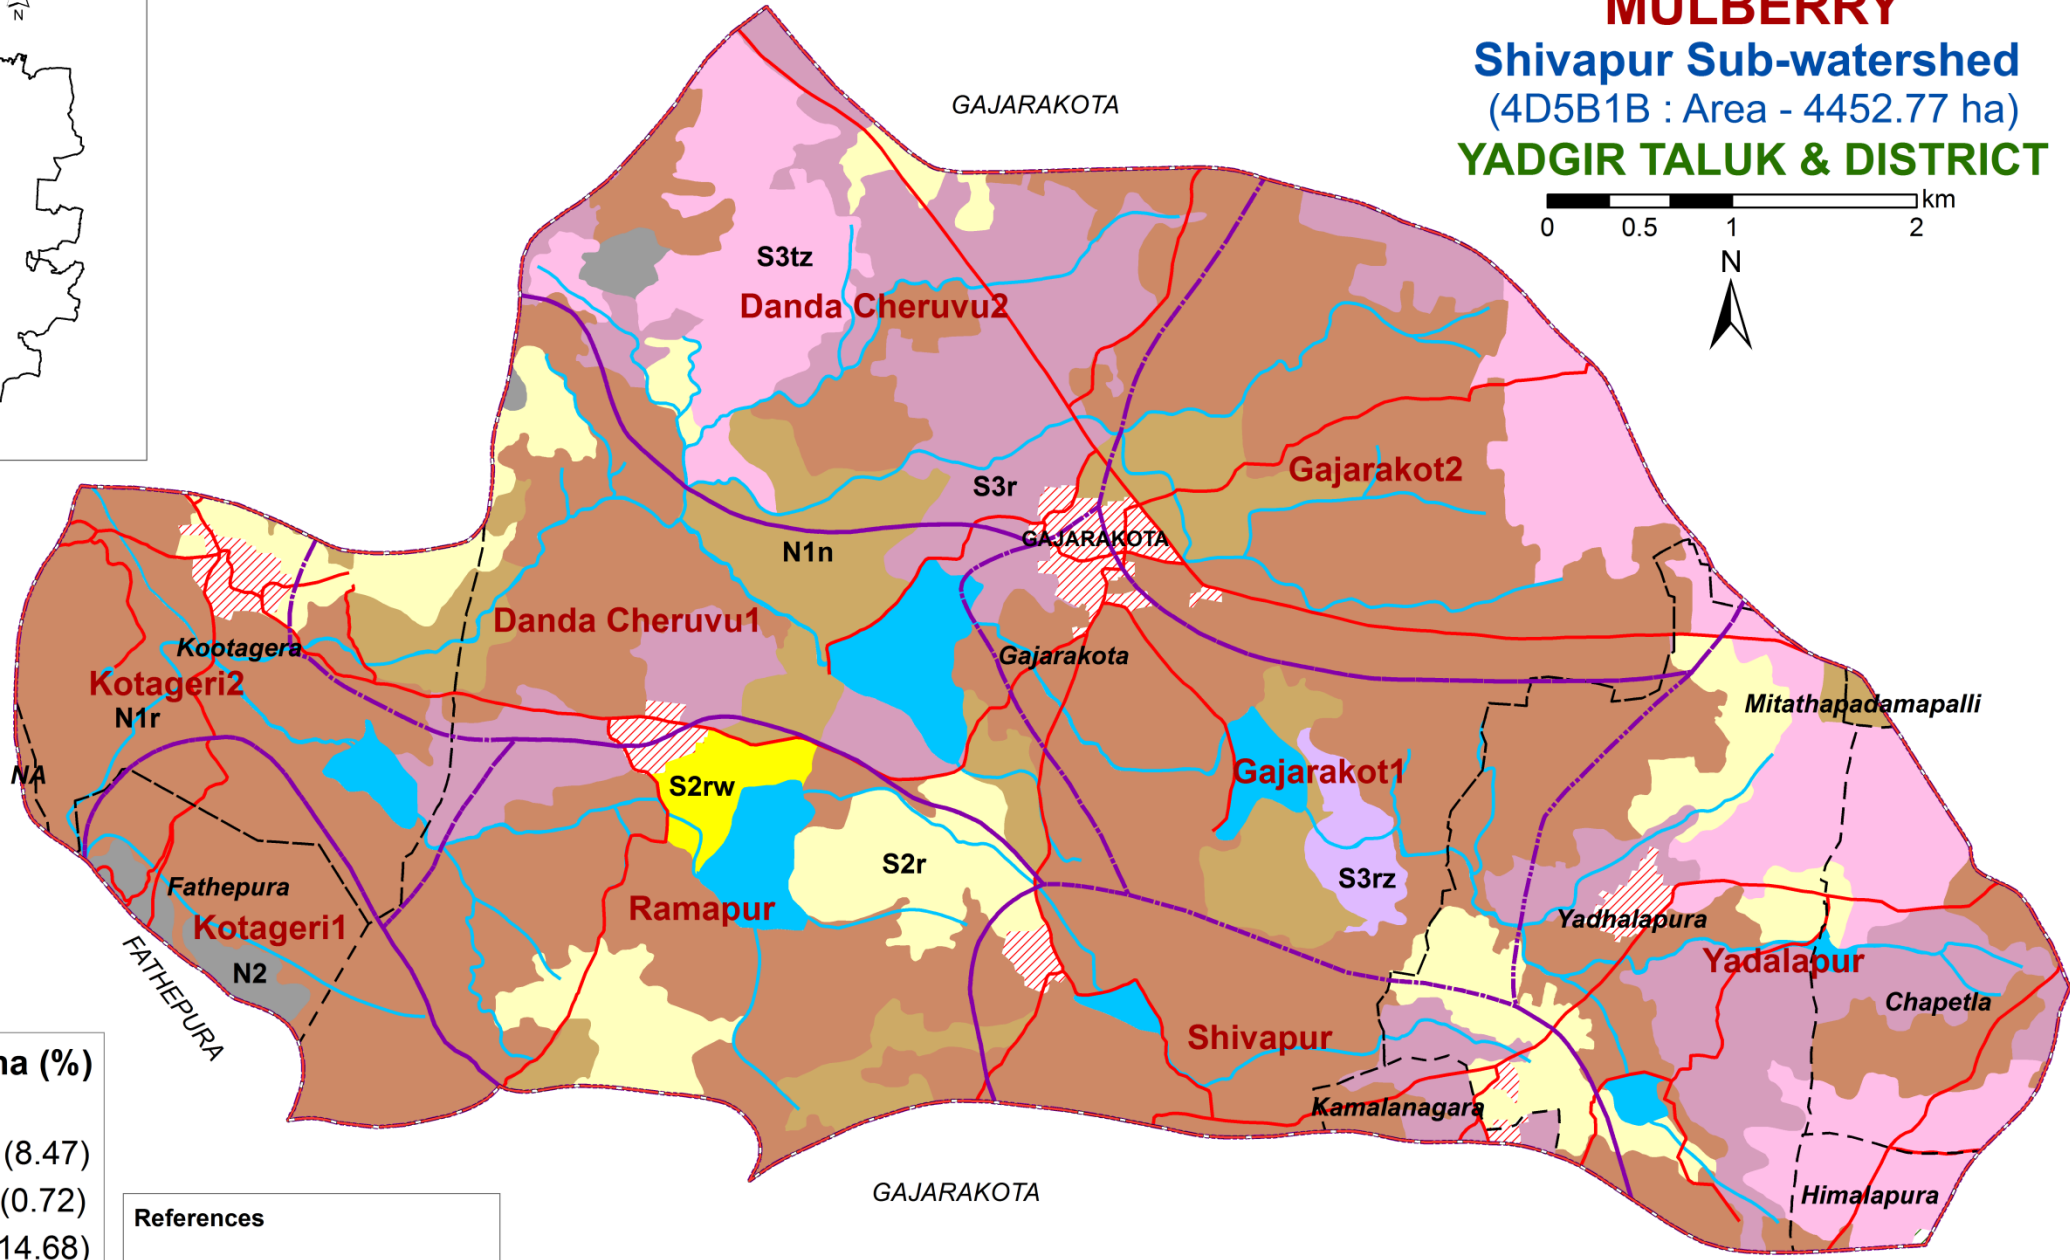 N
MULBERRY
Shivapur Sub-watershed
(4D5B1B : Area - 4452.77 ha)
YADGIR TALUK & DISTRICT
km
0 0.5 1 2
N
GAJARAKOTA
S3tz
Danda Cheruvu2
Gajarakot2
S3r
GAJARAKOTA
N1n
Danda Cheruvu1
Kootagera
Gajarakota
Kotageri2
N1r
Mitathapadamapalli
NA
S2rw
Gajarakot1
S2r
S3rz
Fathepura
Ramapur
Kotageri1
Yadhalapura
Yadalapur
N2
FATHEPURA
Chapetla
Shivapur
Kamalanagara
GAJARAKOTA
Himalapura
ha (%)
(8.47)
(0.72)
14.68)
References